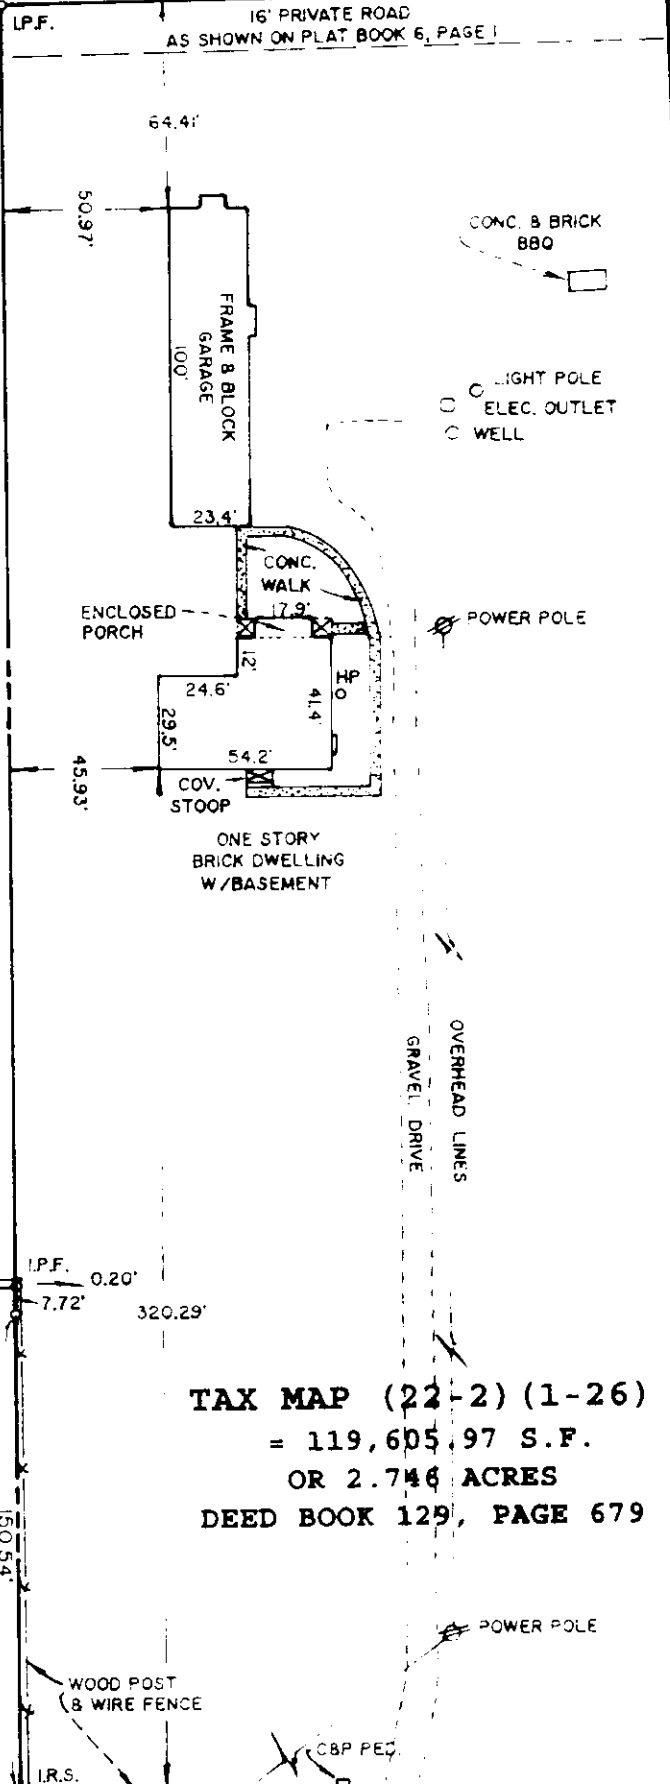 I.P.F.
16' PRIVATE ROAD
AS SHOWN ON PLAT BOOK 6, PAGE 1
64.41'
50.97'
CONC. & BRICK
BBQ
FRAME & BLOCK
GARAGE
100'
LIGHT POLE
ELEC. OUTLET
WELL
23.4'
CONC.
WALK
17.9'
ENCLOSED
PORCH
POWER POLE
12'
HP
24.6'
41.4'
29.5'
54.2'
45.93'
COV.
STOOP
ONE STORY
BRICK DWELLING
W/BASEMENT
GRAVEL DRIVE
OVERHEAD LINES
I.P.F.
0.20'
7.72'
320.29'
TAX MAP (22-2)(1-26)
= 119,605.97 S.F.
OR 2.746 ACRES
DEED BOOK 129, PAGE 679
150.54'
POWER POLE
WOOD POST
& WIRE FENCE
C&P PED.
I.R.S.